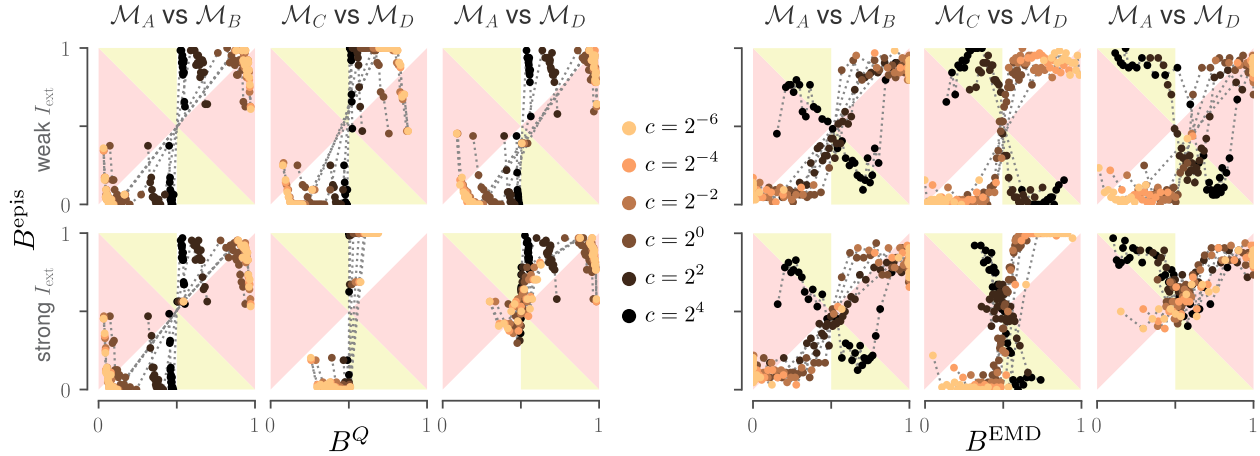 𝓜_A vs 𝓜_B 𝓜_C vs 𝓜_D 𝓜_A vs 𝓜_D 𝓜_A vs 𝓜_B 𝓜_C vs 𝓜_D 𝓜_A vs 𝓜_D
B^epis
weak I_ext
1
0
strong I_ext
1
0
c = 2^−6
c = 2^−4
c = 2^−2
c = 2^0
c = 2^2
c = 2^4
0 1 0 1 0 1 0 1 0 1 0 1
B^Q B^EMD